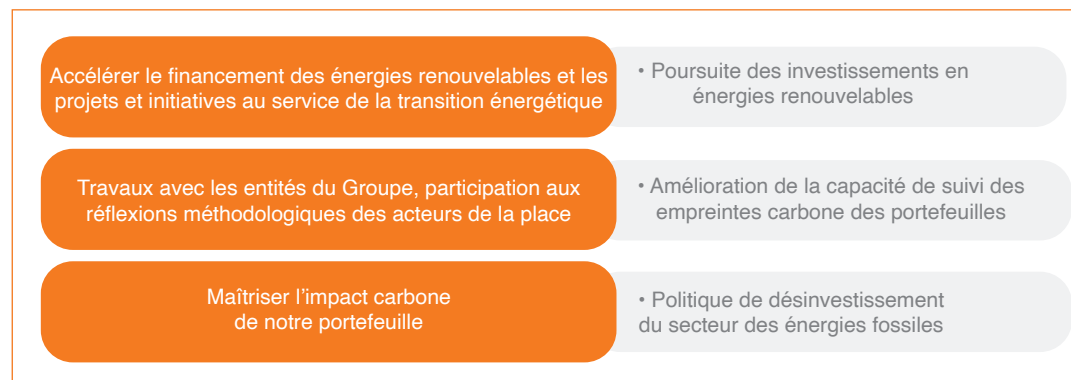 Accélérer le financement des énergies renouvelables et les
projets et initiatives au service de la transition énergétique
• Poursuite des investissements en
énergies renouvelables
Travaux avec les entités du Groupe, participation aux
réflexions méthodologiques des acteurs de la place
• Amélioration de la capacité de suivi des
empreintes carbone des portefeuilles
Maîtriser l’impact carbone
de notre portefeuille
• Politique de désinvestissement
du secteur des énergies fossiles